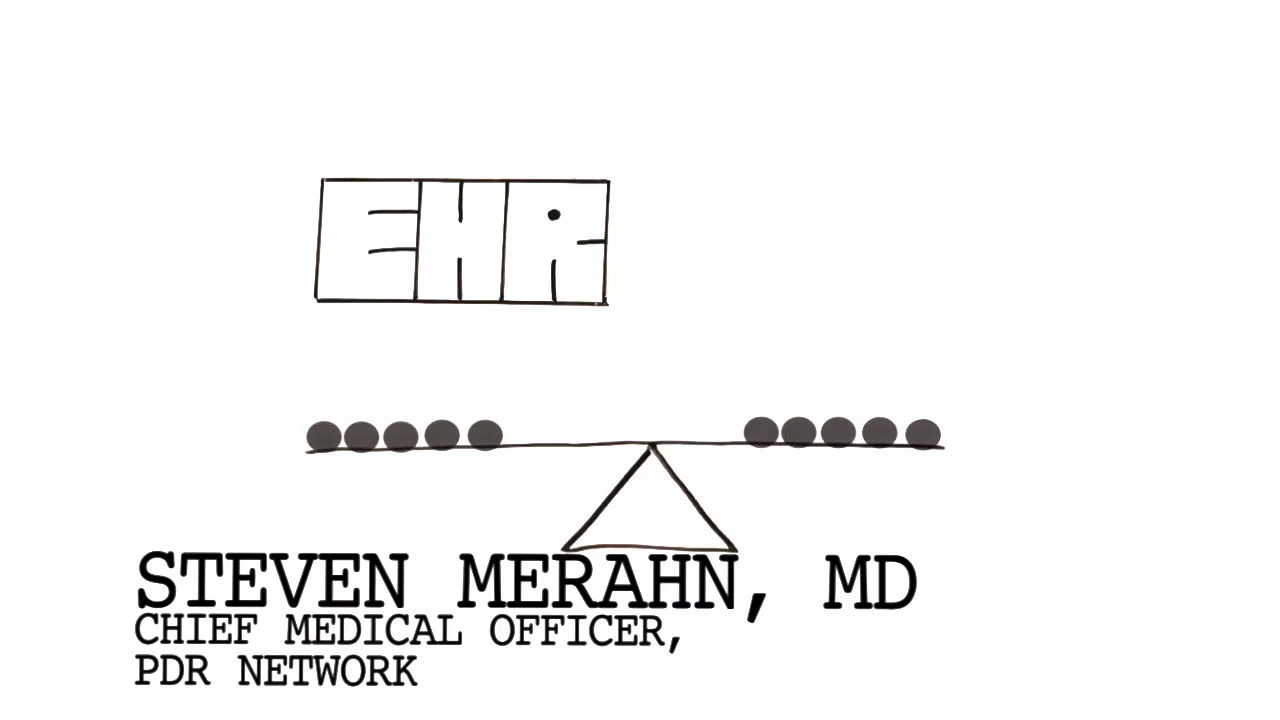 EHR
STEVEN MERAHN, MD
CHIEF MEDICAL OFFICER,
PDR NETWORK